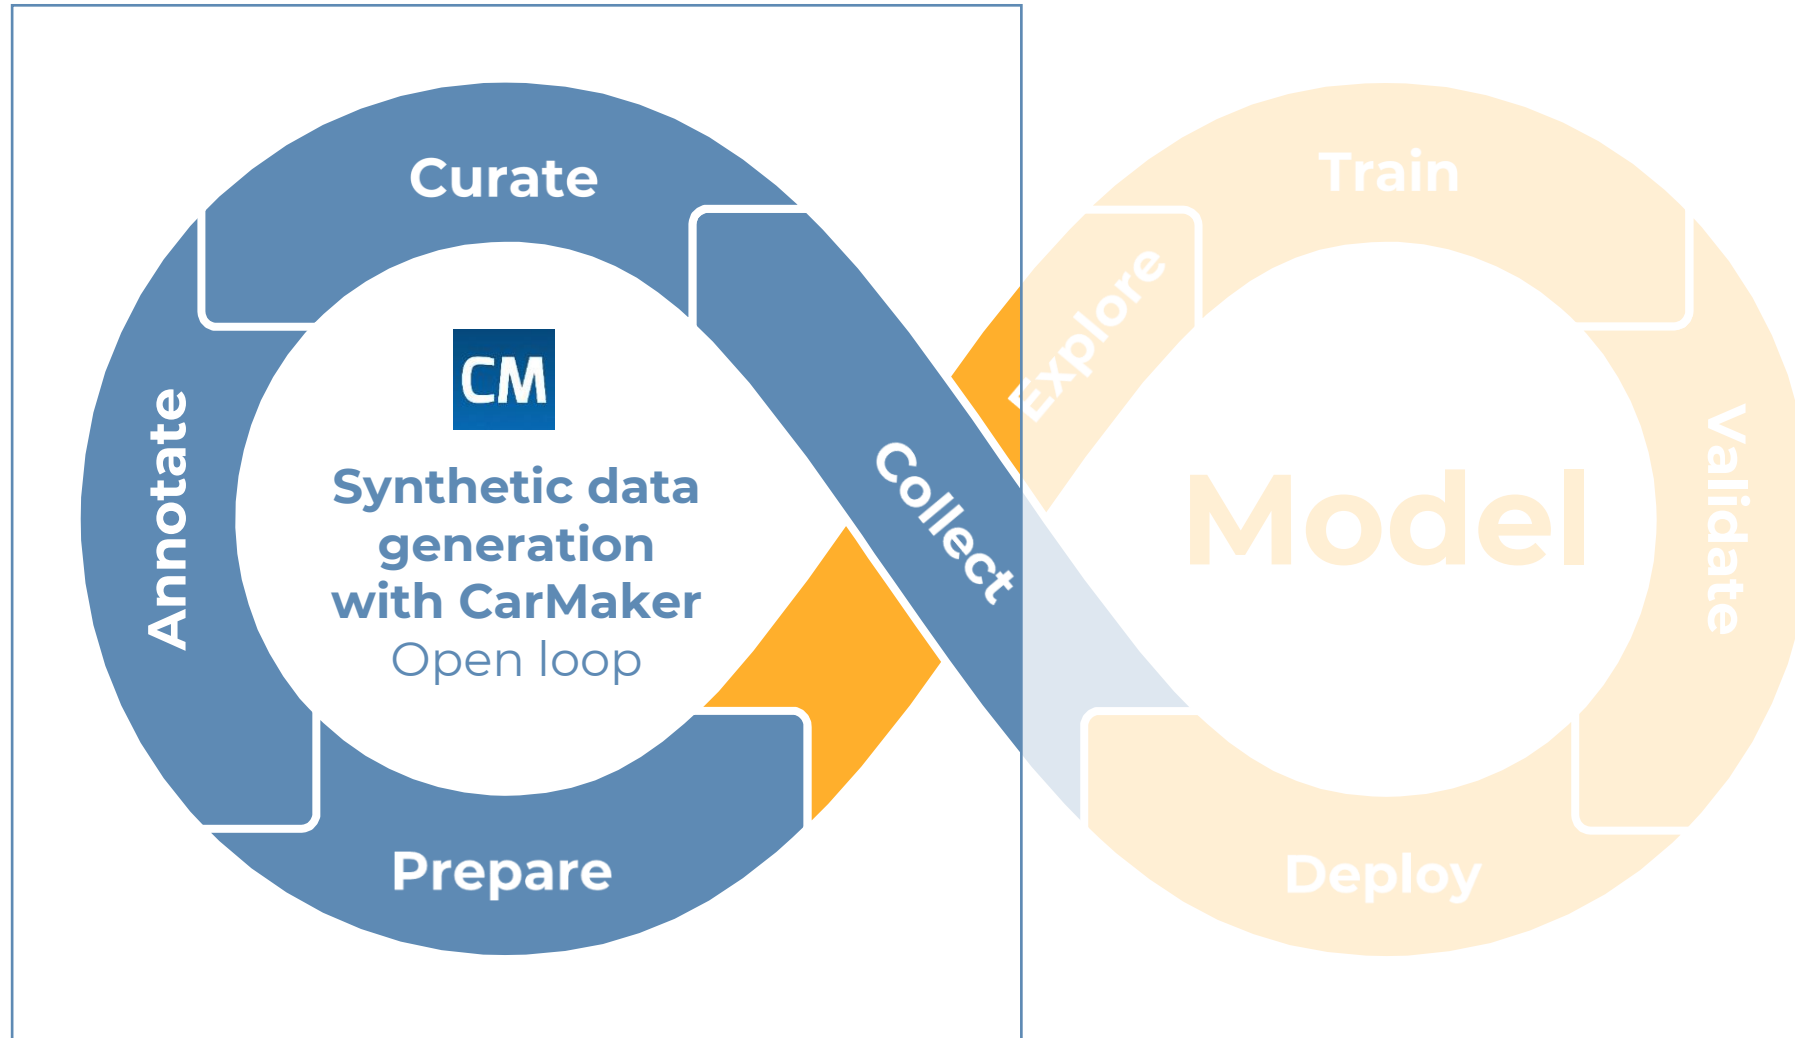 Curate
Train
Explore
CM
Annotate
Collect
Synthetic data
generation
with CarMaker
Open loop
Model
Validate
Prepare
Deploy